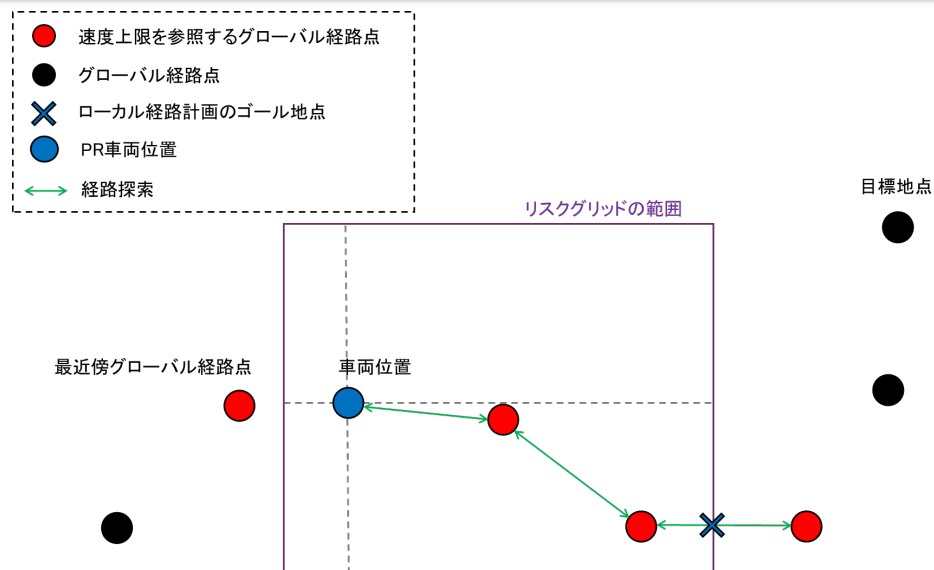 速度上限を参照するグローバル経路点
グローバル経路点
ローカル経路計画のゴール地点
PR車両位置
経路探索
目標地点
リスクグリッドの範囲
最近傍グローバル経路点
車両位置